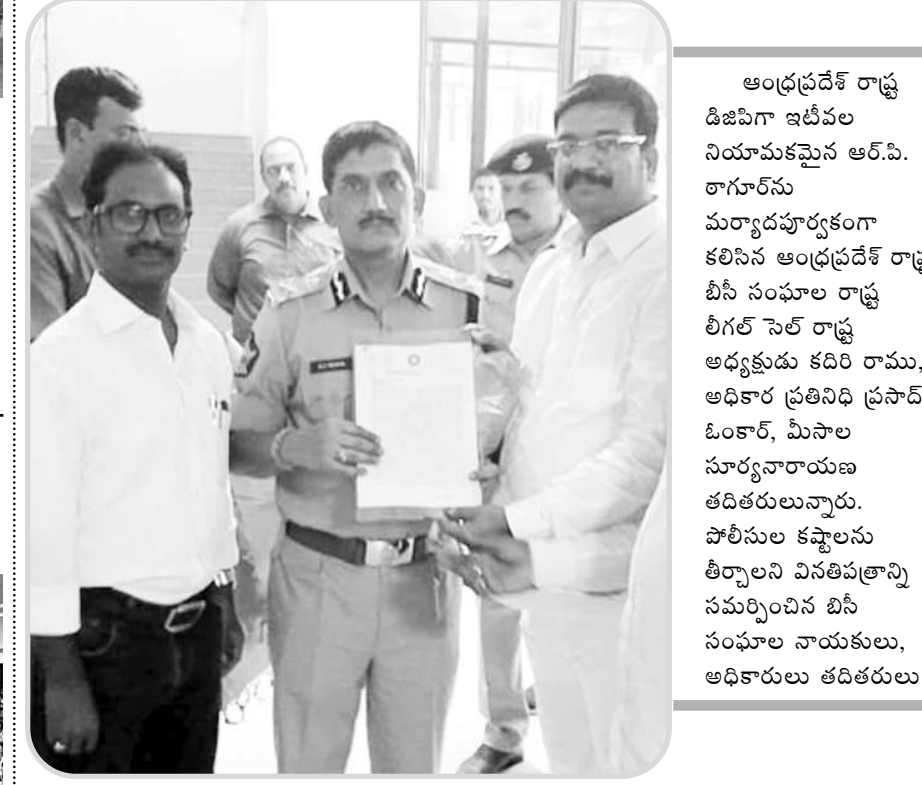 ఆంధ్రప్రదేశ్ రాష్ట్ర
డిజిపిగా ఇటీవల
నియామకమైన ఆర్.పి.
ఠాగూర్‌ను
మర్యాదపూర్వకంగా
కలిసిన ఆంధ్రప్రదేశ్ రాష్ట్ర
బీసీ సంఘాల రాష్ట్ర
లీగల్ సెల్ రాష్ట్ర
అధ్యక్షుడు కదిరి రాము,
అధికార ప్రతినిధి ప్రసాద్
ఓంకార్, మీసాల
సూర్యనారాయణ
తదితరులున్నారు.
పోలీసుల కష్టాలను
తీర్చాలని వినతిపత్రాన్ని
సమర్పించిన బిసీ
సంఘాల నాయకులు,
అధికారులు తదితరులు